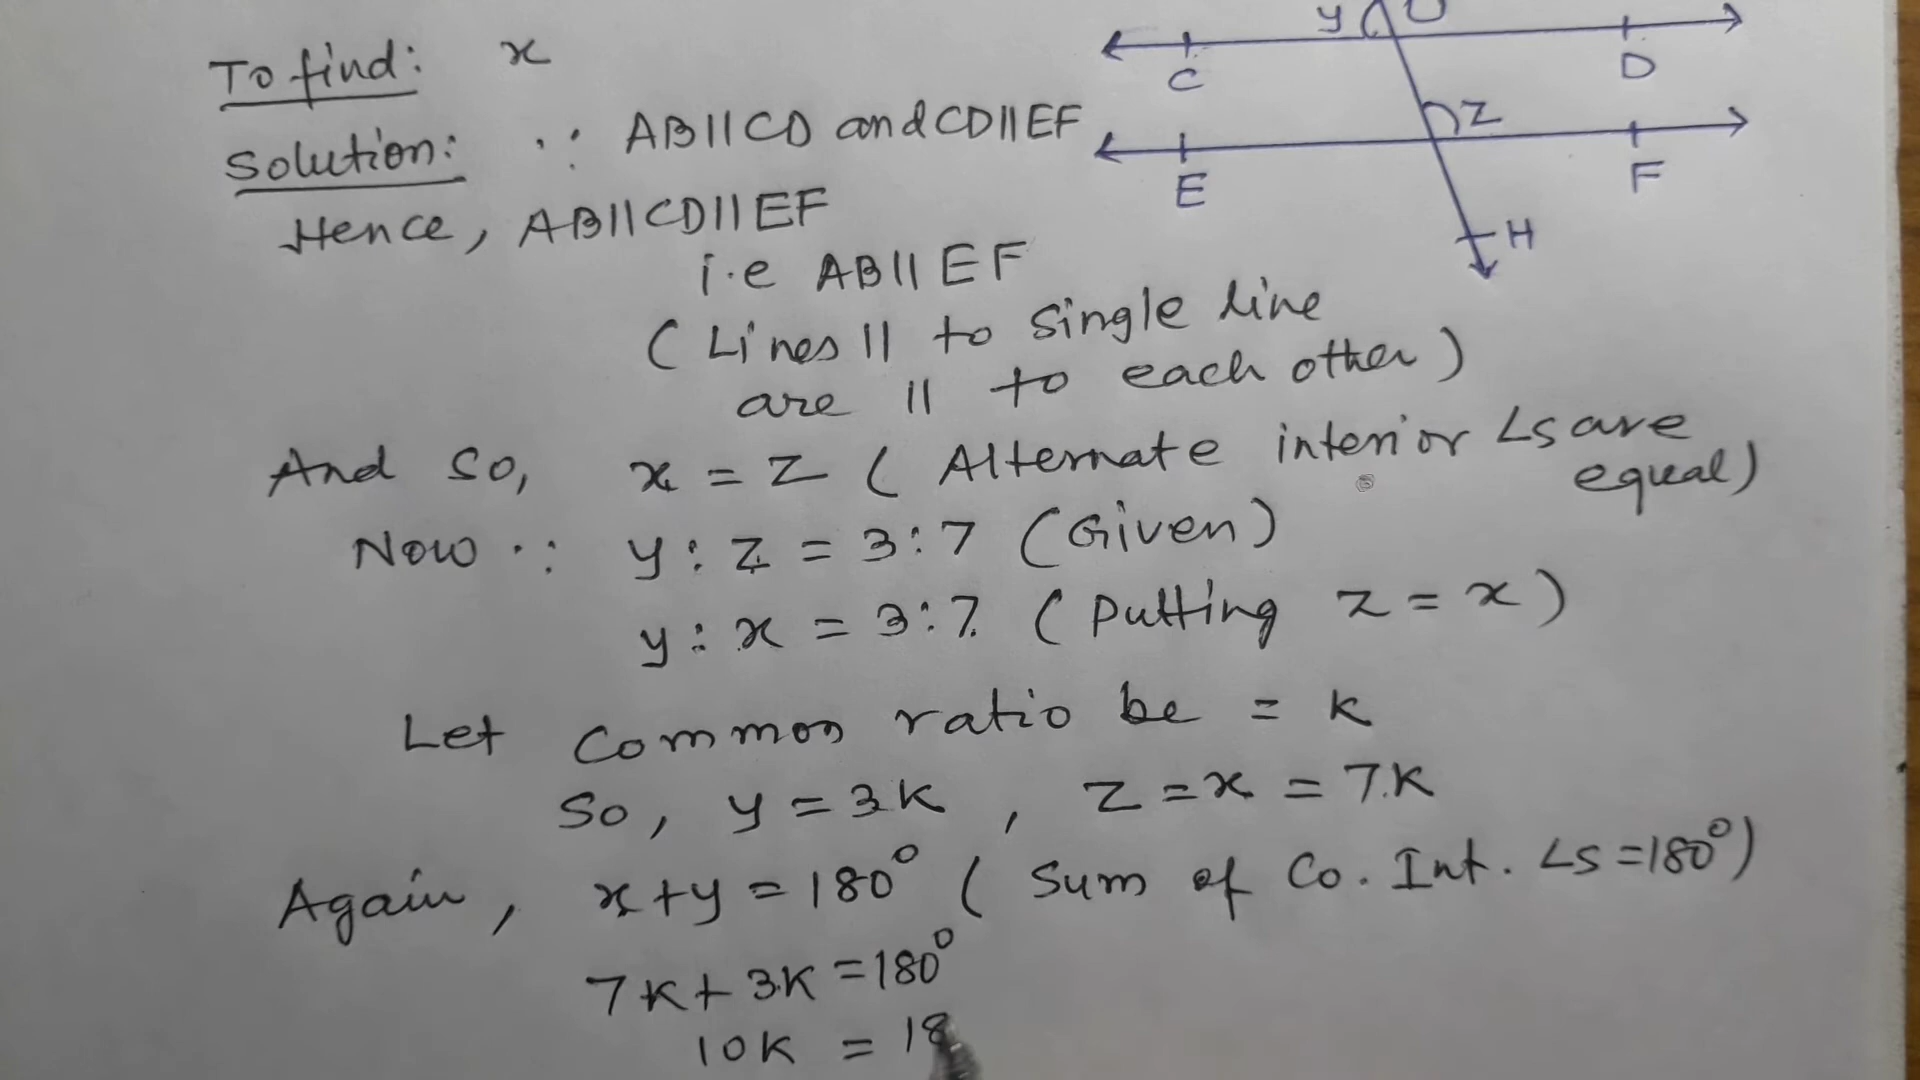 To find: x
Solution: ∵ AB||CD and CD||EF
Hence, AB||CD||EF
i.e AB||EF
(Lines || to single line
are || to each other)
And so, x = z (Alternate interior ∠s are
equal)
Now ∵ y : z = 3:7 (Given)
y : x = 3:7 (Putting z = x)
Let common ratio be = k
So, y = 3k, z = x = 7k
Again, x+y = 180° (Sum of Co. Int. ∠s = 180°)
7k + 3k = 180°
10k = 18
y
C D
z
E F
H